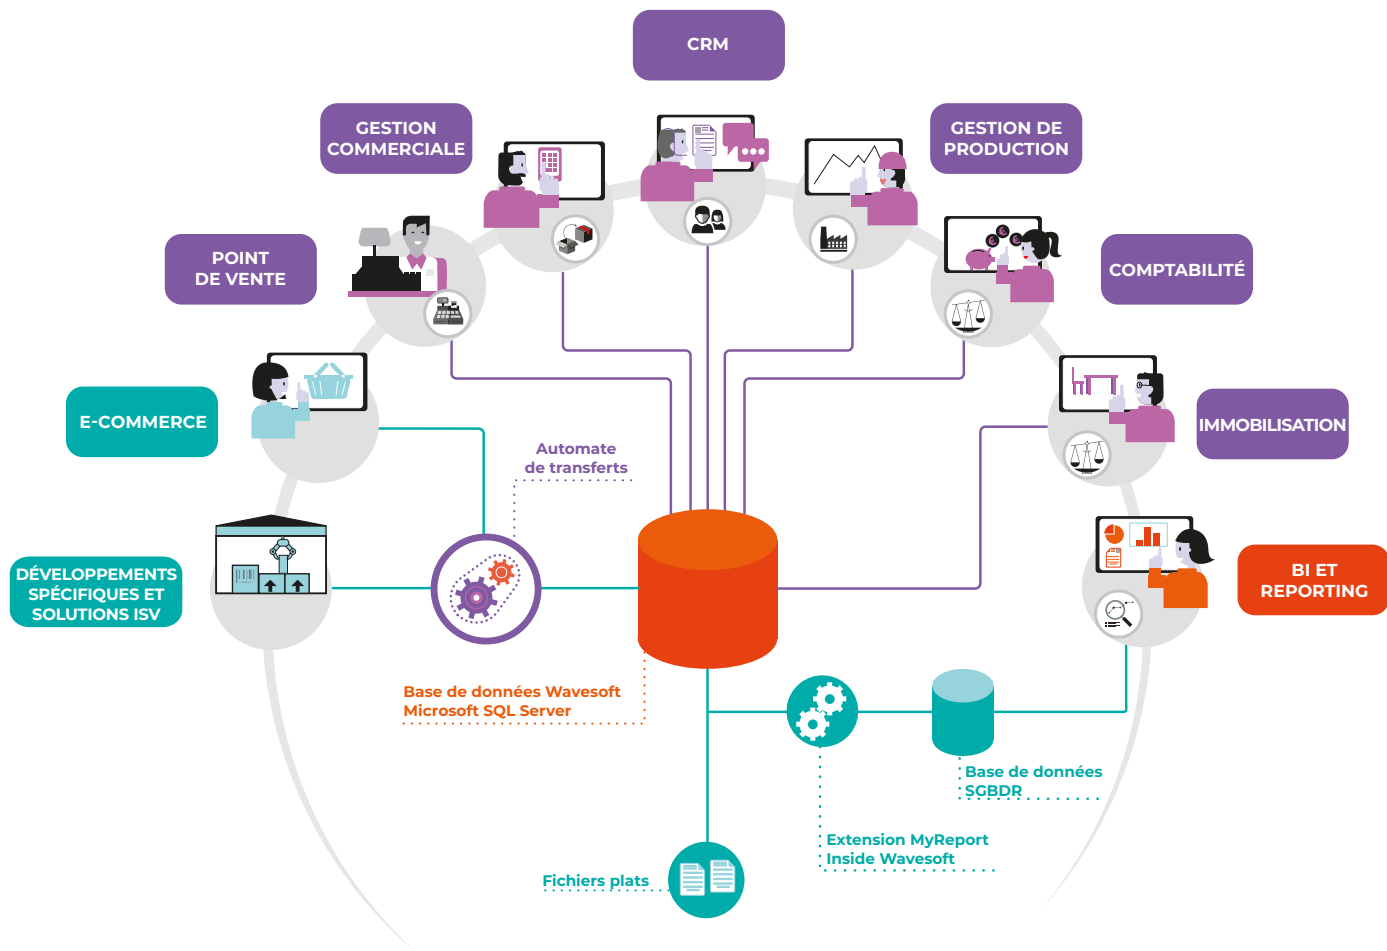 CRM
GESTION
COMMERCIALE
GESTION DE
PRODUCTION
POINT
DE VENTE
COMPTABILITÉ
E-COMMERCE
IMMOBILISATION
Automate
de transferts
DÉVELOPPEMENTS
SPÉCIFIQUES ET
SOLUTIONS ISV
BI ET
REPORTING
Base de données Wavesoft
Microsoft SQL Server
Base de données
SGBDR
Extension MyReport
Inside Wavesoft
Fichiers plats